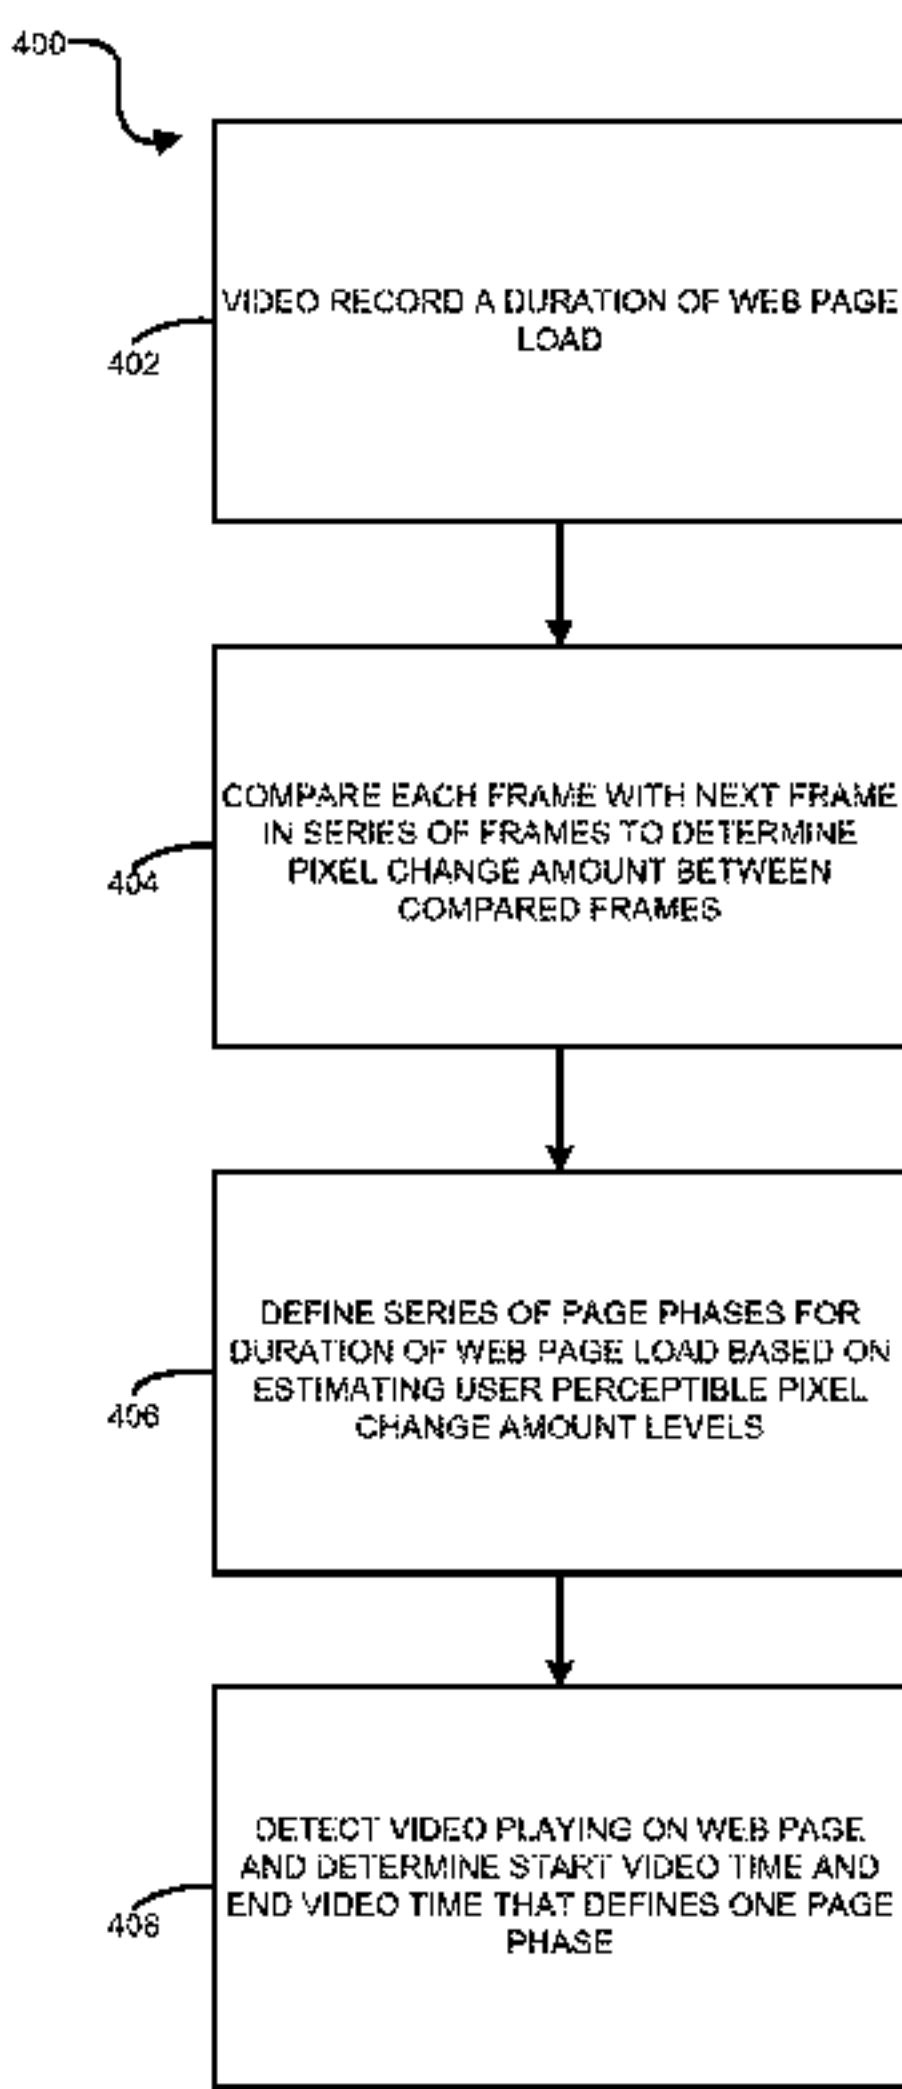 400
VIDEO RECORD A DURATION OF WEB PAGE
LOAD
402
COMPARE EACH FRAME WITH NEXT FRAME
IN SERIES OF FRAMES TO DETERMINE
PIXEL CHANGE AMOUNT BETWEEN
COMPARED FRAMES
404
DEFINE SERIES OF PAGE PHASES FOR
DURATION OF WEB PAGE LOAD BASED ON
ESTIMATING USER PERCEPTIBLE PIXEL
CHANGE AMOUNT LEVELS
406
DETECT VIDEO PLAYING ON WEB PAGE
AND DETERMINE START VIDEO TIME AND
END VIDEO TIME THAT DEFINES ONE PAGE
PHASE
408